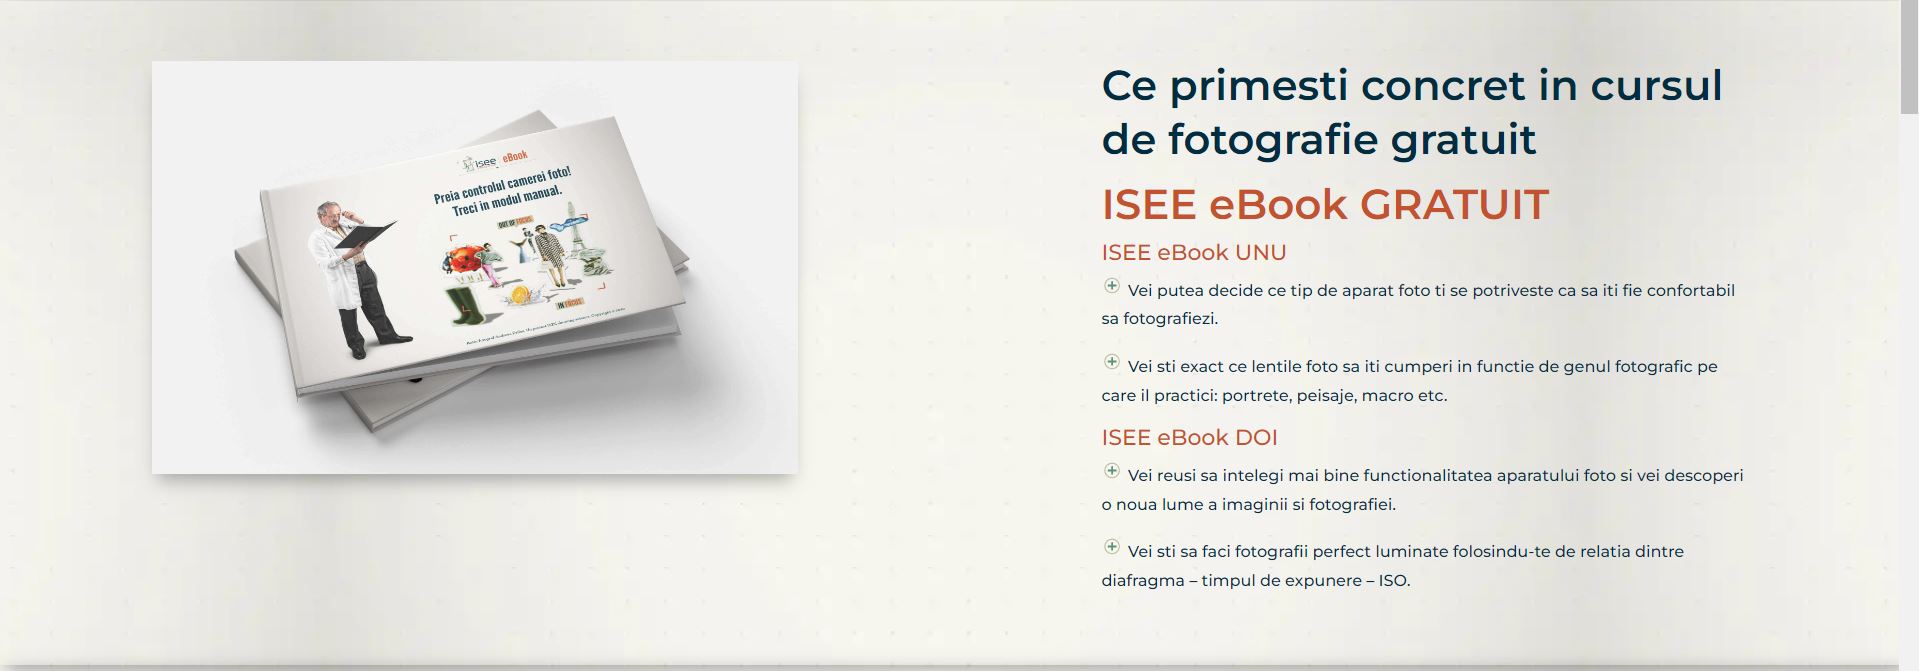 isee eBook
Preia controlul camerei foto!
Treci in modul manual.
OUT OF FOCUS
VOGUE
IN FOCUS
Ce primesti concret in cursul
de fotografie gratuit
ISEE eBook GRATUIT
ISEE eBook UNU
Vei putea decide ce tip de aparat foto ti se potriveste ca sa iti fie confortabil
sa fotografiezi.
Vei sti exact ce lentile foto sa iti cumperi in functie de genul fotografic pe
care il practici: portrete, peisaje, macro etc.
ISEE eBook DOI
Vei reusi sa intelegi mai bine functionalitatea aparatului foto si vei descoperi
o noua lume a imaginii si fotografiei.
Vei sti sa faci fotografii perfect luminate folosindu-te de relatia dintre
diafragma – timpul de expunere – ISO.